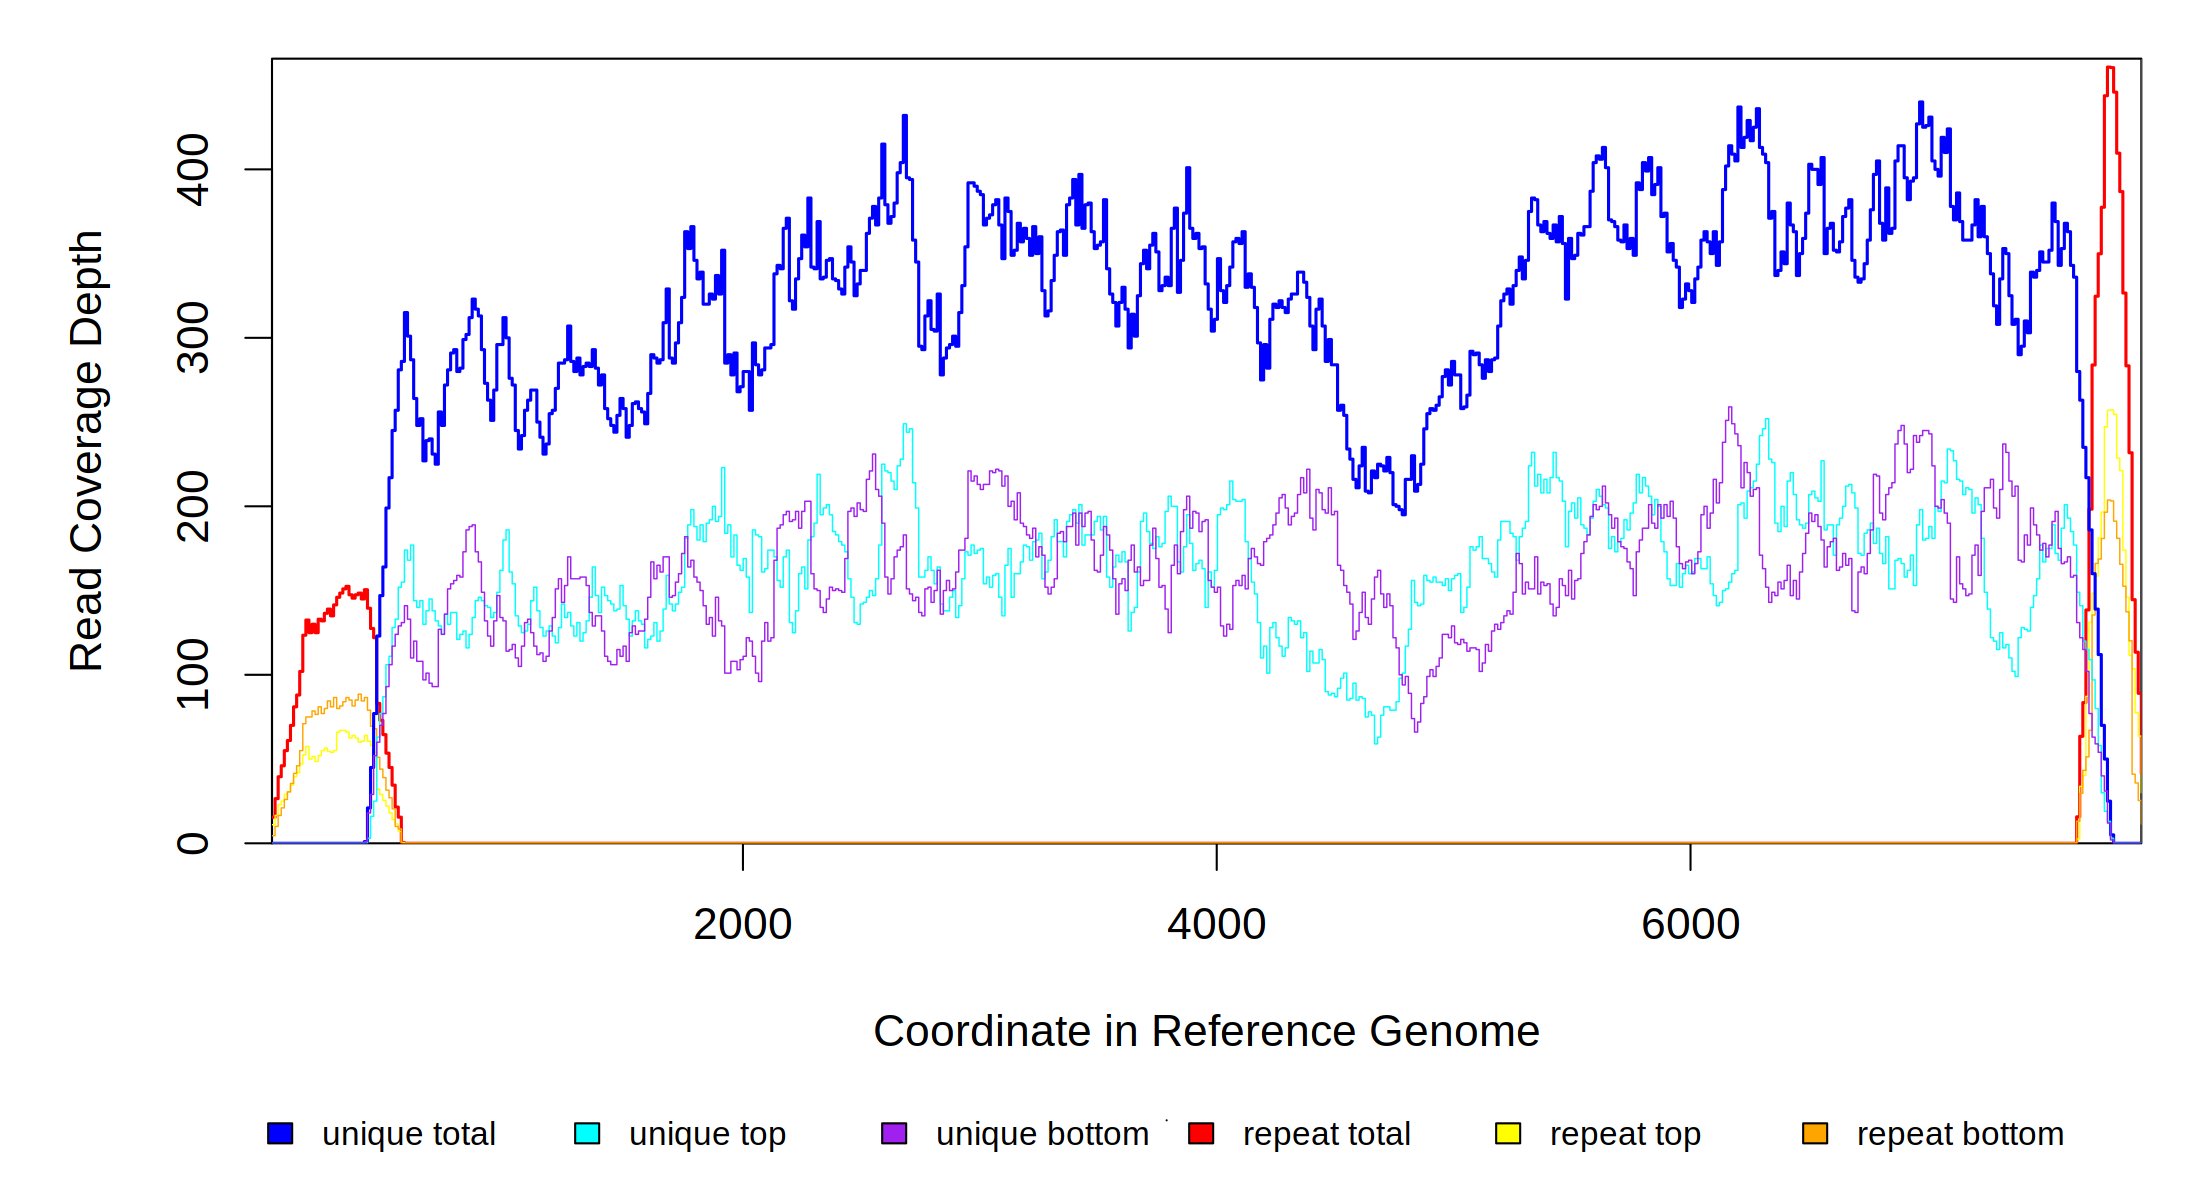 Read Coverage Depth
400
300
200
100
0
2000 4000 6000
Coordinate in Reference Genome
unique total unique top unique bottom repeat total repeat top repeat bottom